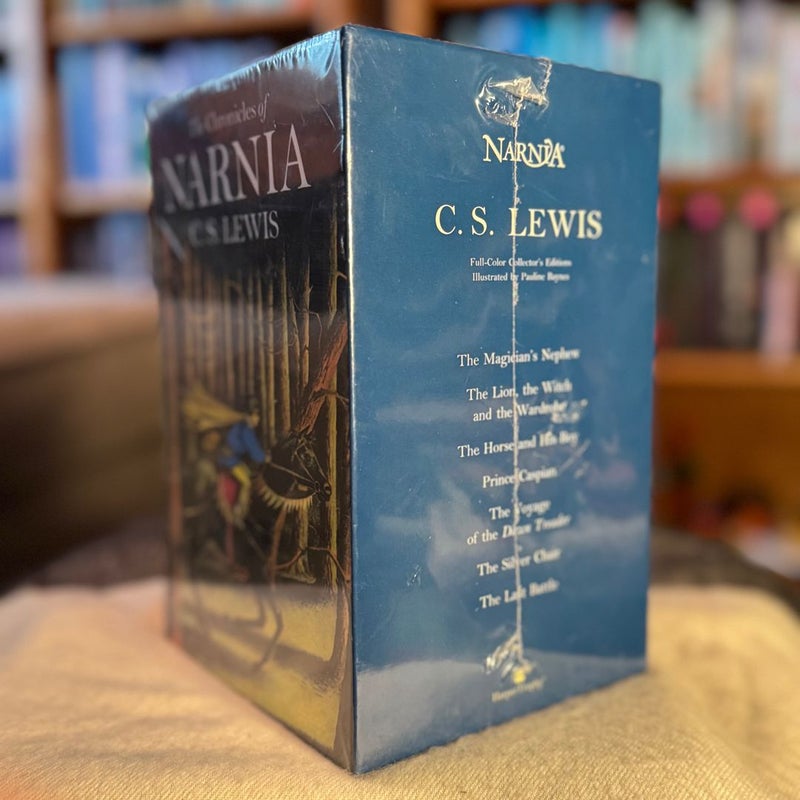 The Chronicles of
NARNIA
C. S. LEWIS
NARNIA
C. S. LEWIS
Full-Color Collector's Editions
Illustrated by Pauline Baynes
The Magician's Nephew
The Lion, the Witch
and the Wardrobe
The Horse and His Boy
Prince Caspian
The Voyage
of the Dawn Treader
The Silver Chair
The Last Battle
HarperTrophy